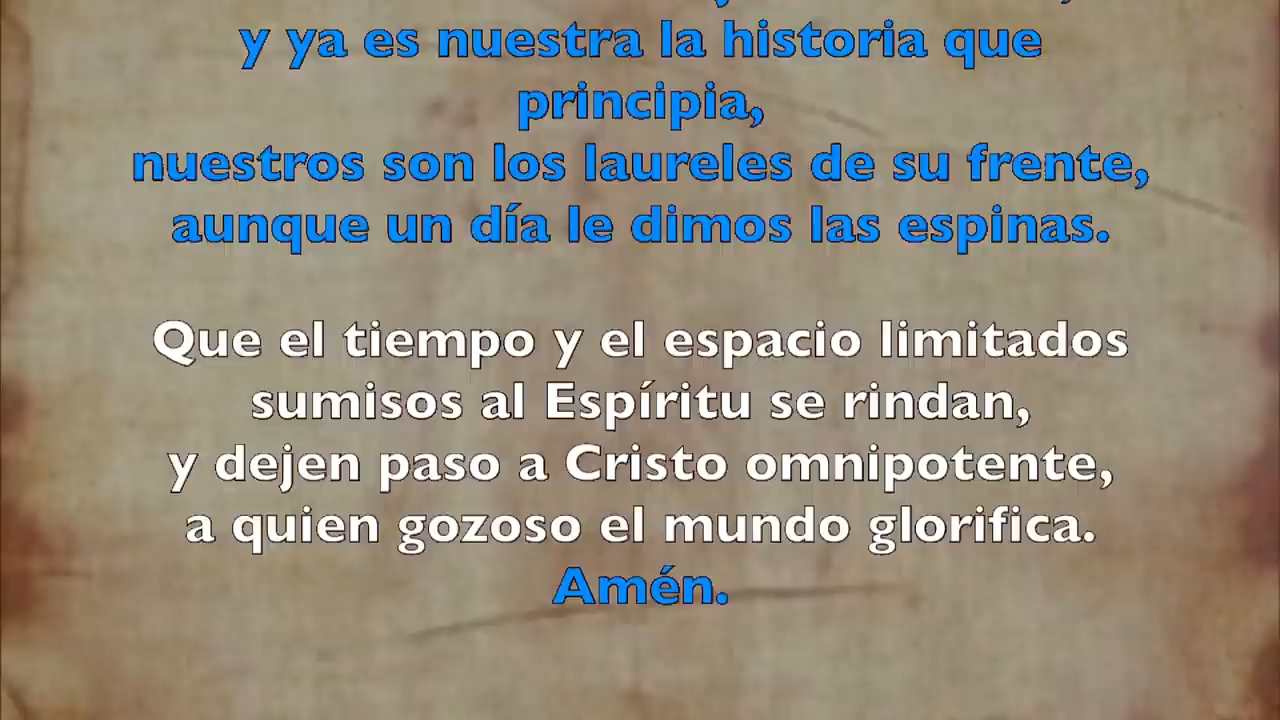 y ya es nuestra la historia que
principia,
nuestros son los laureles de su frente,
aunque un día le dimos las espinas.
Que el tiempo y el espacio limitados
sumisos al Espíritu se rindan,
y dejen paso a Cristo omnipotente,
a quien gozoso el mundo glorifica.
Amén.